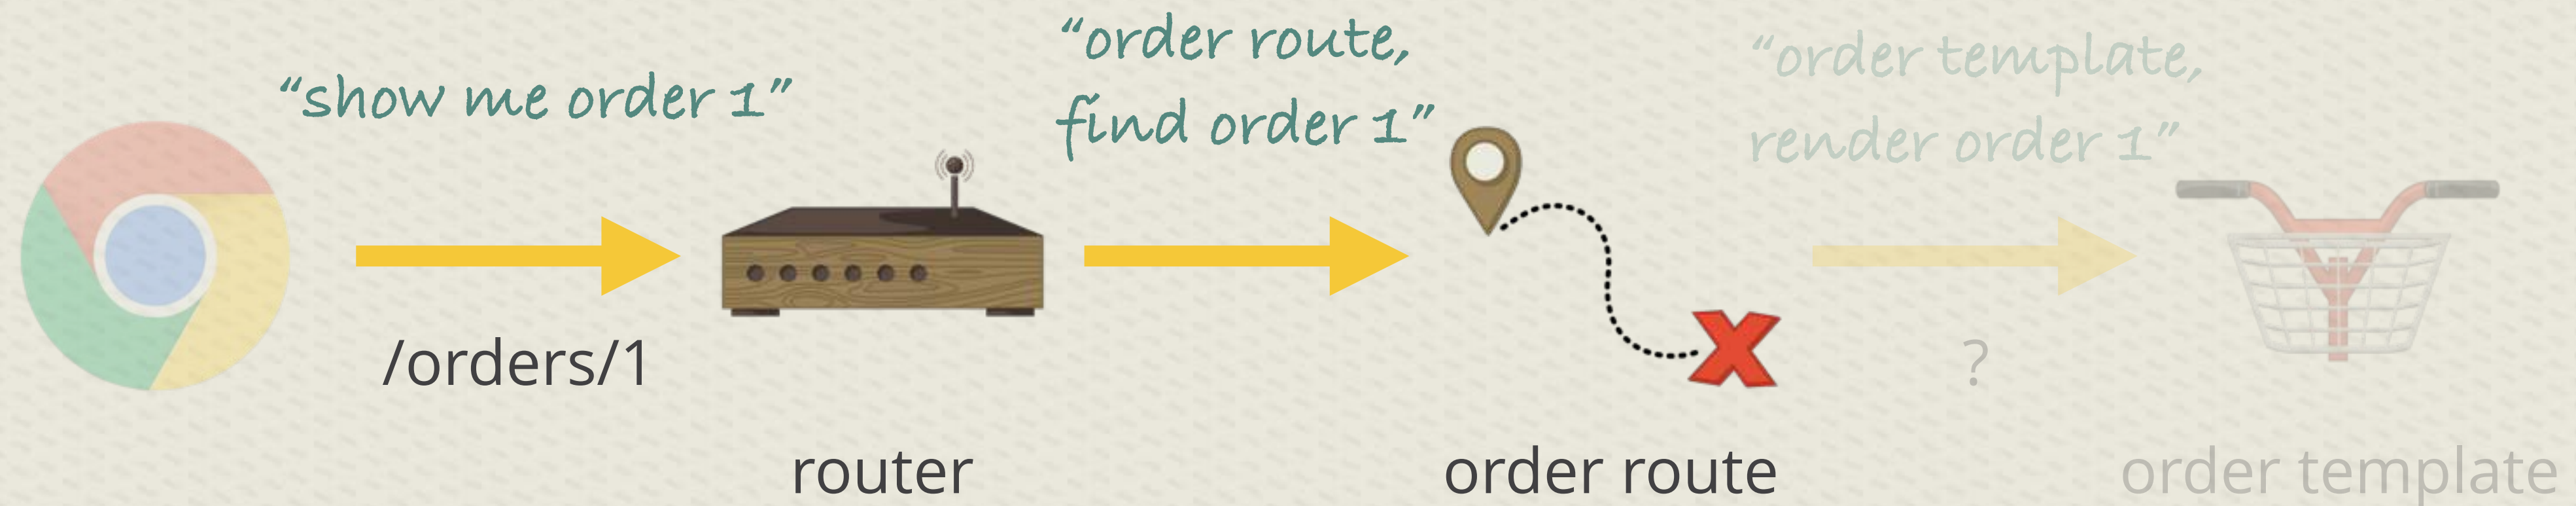 “show me order 1”
/orders/1
router
“order route,
find order 1”
order route
“order template,
render order 1”
?
order template